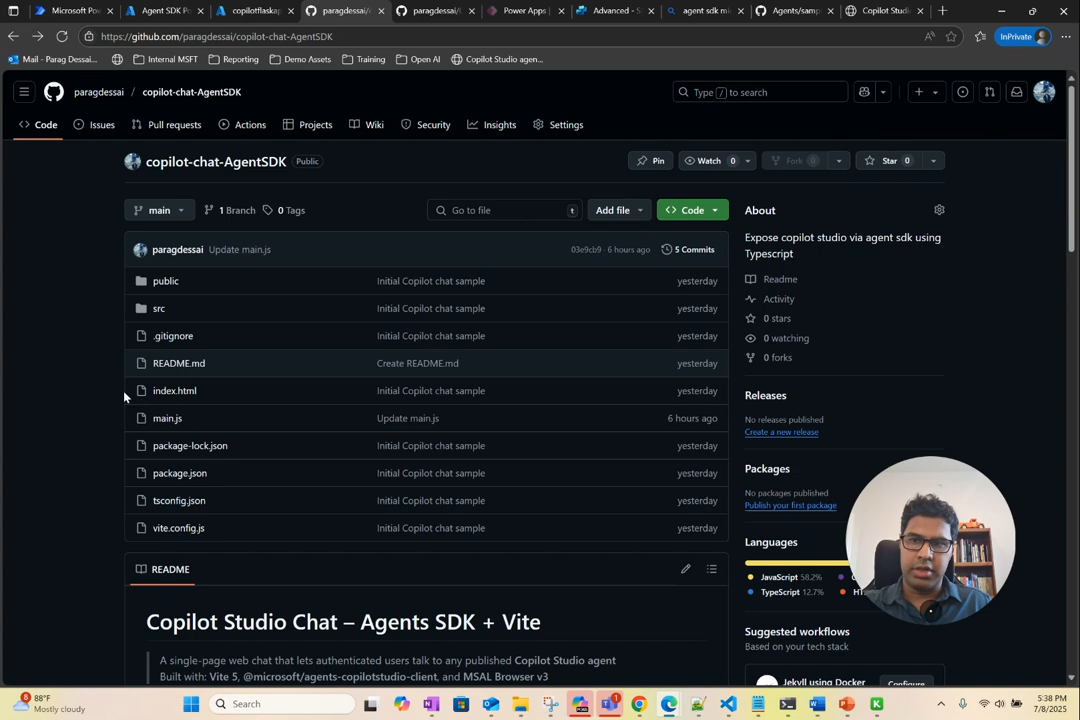 Microsoft Pow
Agent SDK Po
copilotflaskap
paragdessai/c
paragdessai/
Power Apps
Advanced - S
agent sdk mi
Agents/samp
Copilot Studi
https://github.com/paragdessai/copilot-chat-AgentSDK
InPrivate
Mail - Parag Dessai...
Internal MSFT
Reporting
Demo Assets
Training
Open AI
Copilot Studio agen...
paragdessai / copilot-chat-AgentSDK
Type / to search
Code
Issues
Pull requests
Actions
Projects
Wiki
Security
Insights
Settings
copilot-chat-AgentSDK Public
Pin
Watch 0
Fork 0
Star 0
main
1 Branch
0 Tags
Go to file t
Add file
Code
paragdessai Update main.js 03e9cb9 · 6 hours ago 5 Commits
public Initial Copilot chat sample yesterday
src Initial Copilot chat sample yesterday
.gitignore Initial Copilot chat sample yesterday
README.md Create README.md yesterday
index.html Initial Copilot chat sample yesterday
main.js Update main.js 6 hours ago
package-lock.json Initial Copilot chat sample yesterday
package.json Initial Copilot chat sample yesterday
tsconfig.json Initial Copilot chat sample yesterday
vite.config.js Initial Copilot chat sample yesterday
README
Copilot Studio Chat – Agents SDK + Vite
A single-page web chat that lets authenticated users talk to any published Copilot Studio agent
Built with: Vite 5, @microsoft/agents-copilotstudio-client, and MSAL Browser v3
About
Expose copilot studio via agent sdk using
Typescript
Readme
Activity
0 stars
0 watching
0 forks
Releases
No releases published
Create a new release
Packages
No packages published
Publish your first package
Languages
JavaScript 58.2%
C
TypeScript 12.7%
HT
Suggested workflows
Based on your tech stack
Jekyll using Docker
Configure
88°F
Mostly cloudy
Search
5:38 PM
7/8/2025